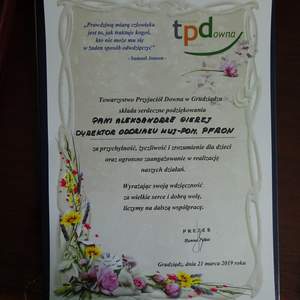 „Prawdziwą miarą człowieka
jest to, jak traktuje kogoś,
kto nie może mu się
w żaden sposób odwdzięczyć"
- Samuel Jonson -
tpdowna
Towarzystwo Przyjaciół Downa w Grudziądzu
składa serdeczne podziękowania
PANI ALEKSANDRZE GIEREJ
DYREKTOR ODDZIAŁU KUJ-POM. PFRON
za przychylność, życzliwość i zrozumienie dla dzieci
oraz ogromne zaangażowanie w realizację
naszych działań.
Wyrażając swoją wdzięczność
za wielkie serce i dobrą wolę,
liczymy na dalszą współpracę.
PREZES
Grudziądz, dnia 21 marca 2019 roku